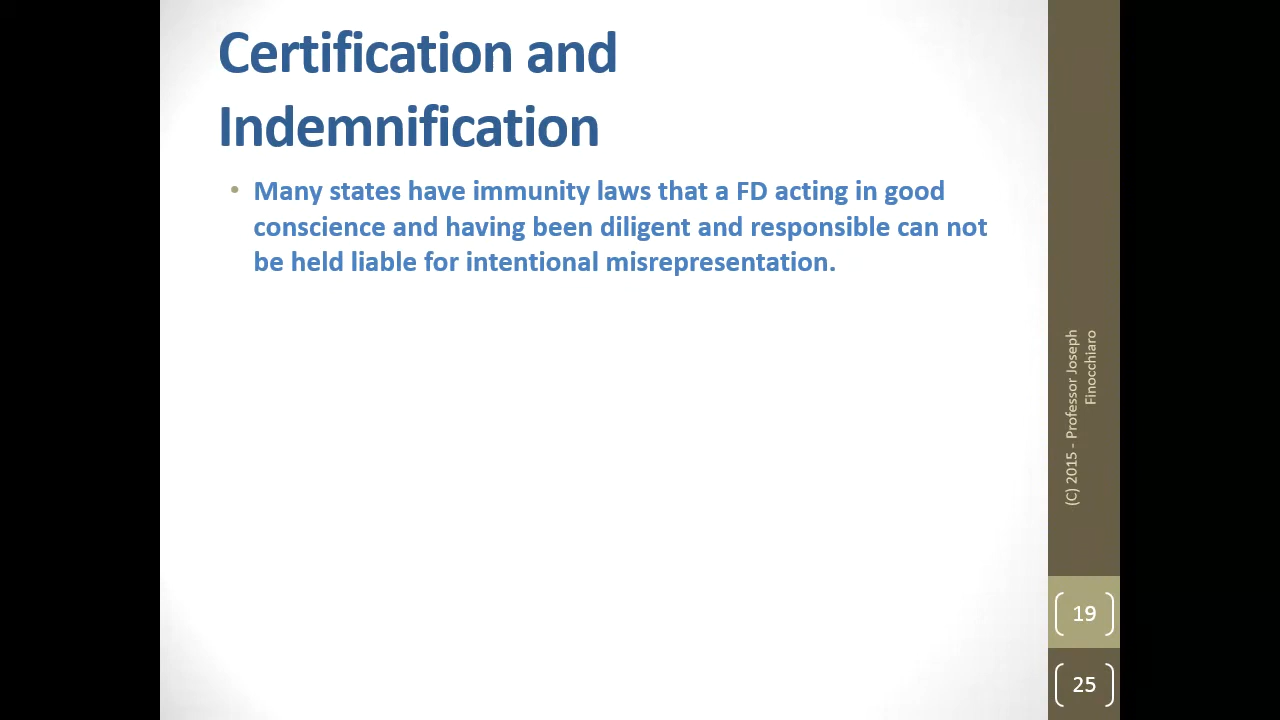 Certification and
Indemnification
• Many states have immunity laws that a FD acting in good
conscience and having been diligent and responsible can not
be held liable for intentional misrepresentation.
(C) 2015 - Professor Joseph
Finocchiaro
19
25